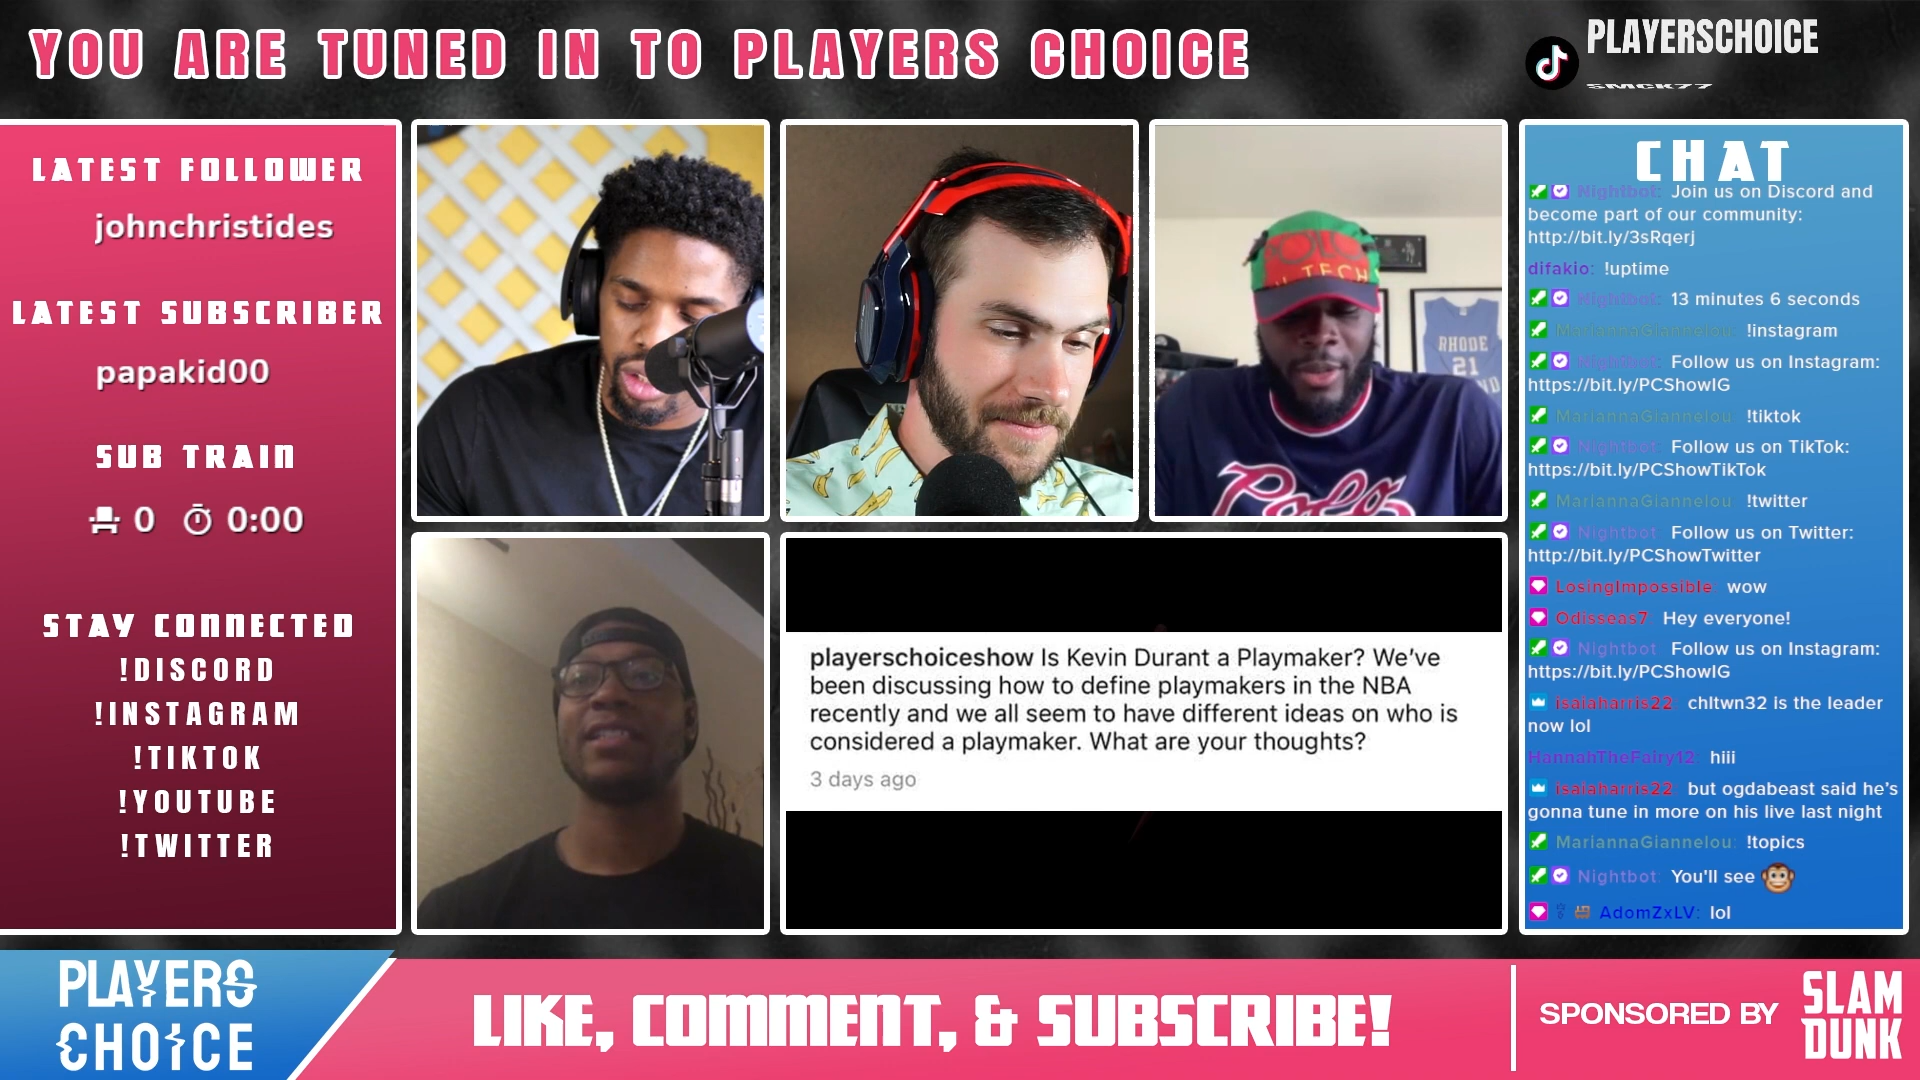 YOU ARE TUNED IN TO PLAYERS CHOICE
PLAYERSCHOICE
SMCK77
LATEST FOLLOWER
johnchristides
LATEST SUBSCRIBER
papakid00
SUB TRAIN
0 0:00
STAY CONNECTED
!DISCORD
!INSTAGRAM
!TIKTOK
!YOUTUBE
!TWITTER
POLO
TECH
RHODE
21
Polo
playerschoiceshow Is Kevin Durant a Playmaker? We've
been discussing how to define playmakers in the NBA
recently and we all seem to have different ideas on who is
considered a playmaker. What are your thoughts?
3 days ago
CHAT
Nightbot: Join us on Discord and
become part of our community:
http://bit.ly/3sRqerj
difakio: !uptime
Nightbot: 13 minutes 6 seconds
MariannaGiannelou: !instagram
Nightbot: Follow us on Instagram:
https://bit.ly/PCShowIG
MariannaGiannelou: !tiktok
Nightbot: Follow us on TikTok:
https://bit.ly/PCShowTikTok
MariannaGiannelou: !twitter
Nightbot: Follow us on Twitter:
http://bit.ly/PCShowTwitter
LosingImpossible: wow
Odisseas7: Hey everyone!
Nightbot: Follow us on Instagram:
https://bit.ly/PCShowIG
isaiaharris22: chltwn32 is the leader
now lol
HannahTheFairy12: hiii
isaiaharris22: but ogdabeast said he's
gonna tune in more on his live last night
MariannaGiannelou: !topics
Nightbot: You'll see
AdomZxLV: lol
PLAYERS
CHOICE
LIKE, COMMENT, & SUBSCRIBE!
SPONSORED BY
SLAM
DUNK